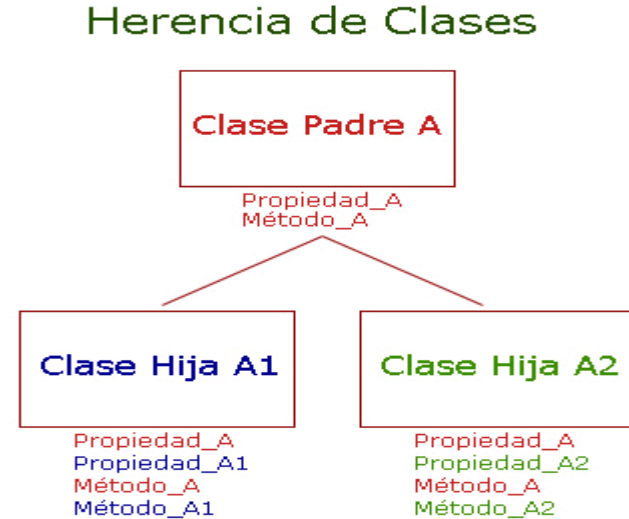 Herencia de Clases
Clase Padre A
Propiedad_A
Método_A
Clase Hija A1
Propiedad_A
Propiedad_A1
Método_A
Método_A1
Clase Hija A2
Propiedad_A
Propiedad_A2
Método_A
Método_A2